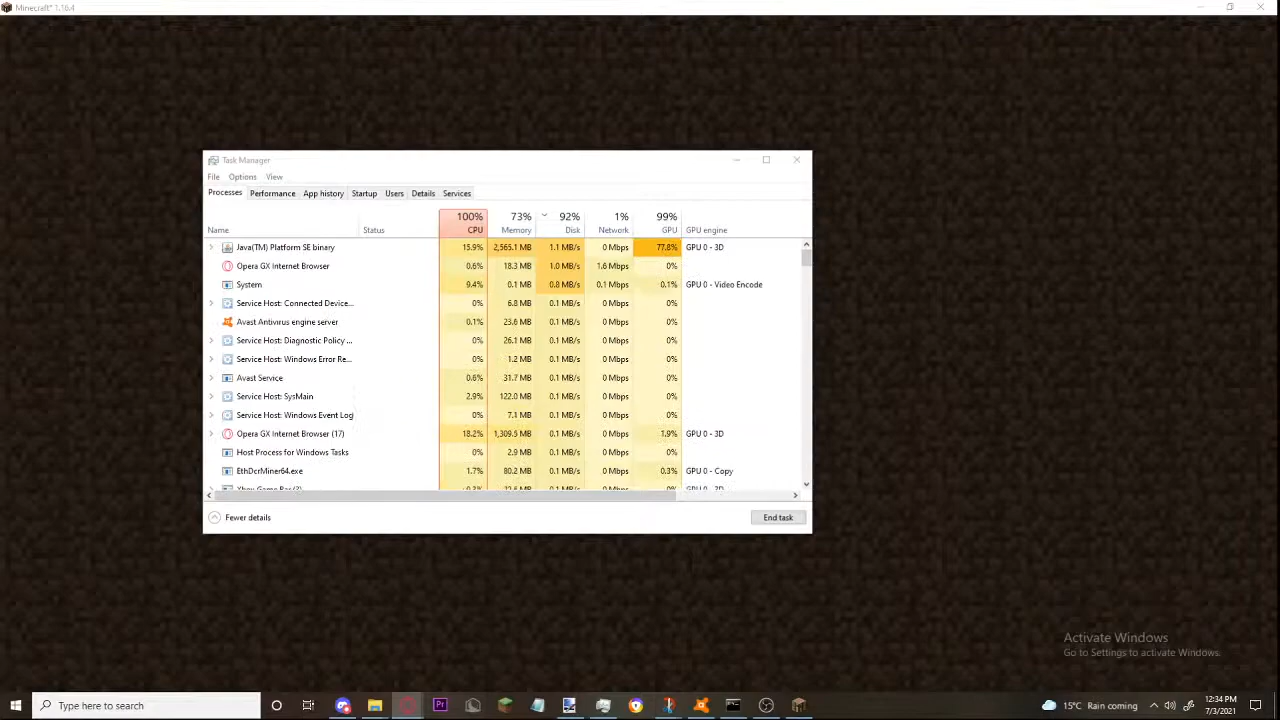 Minecraft* 1.16.4
Task Manager
File Options View
Processes Performance App history Startup Users Details Services
100% 73% 92% 1% 99%
Name Status CPU Memory Disk Network GPU GPU engine
Java(TM) Platform SE binary 15.9% 2,565.1 MB 1.1 MB/s 0 Mbps 77.8% GPU 0 - 3D
Opera GX Internet Browser 0.6% 18.3 MB 1.0 MB/s 1.6 Mbps 0%
System 9.4% 0.1 MB 0.8 MB/s 0.1 Mbps 0.1% GPU 0 - Video Encode
Service Host: Connected Device... 0% 6.8 MB 0.1 MB/s 0 Mbps 0%
Avast Antivirus engine server 0.1% 23.6 MB 0.1 MB/s 0 Mbps 0%
Service Host: Diagnostic Policy ... 0% 26.1 MB 0.1 MB/s 0 Mbps 0%
Service Host: Windows Error Re... 0% 1.2 MB 0.1 MB/s 0 Mbps 0%
Avast Service 0.6% 31.7 MB 0.1 MB/s 0 Mbps 0%
Service Host: SysMain 2.9% 122.0 MB 0.1 MB/s 0 Mbps 0%
Service Host: Windows Event Log 0% 7.1 MB 0.1 MB/s 0 Mbps 0%
Opera GX Internet Browser (17) 18.2% 1,309.5 MB 0.1 MB/s 0 Mbps 1.9% GPU 0 - 3D
Host Process for Windows Tasks 0% 2.9 MB 0.1 MB/s 0 Mbps 0%
EthDcrMiner64.exe 1.7% 80.2 MB 0.1 MB/s 0 Mbps 0.3% GPU 0 - Copy
Fewer details End task
Activate Windows
Go to Settings to activate Windows.
Type here to search
Pr
15°C Rain coming
12:34 PM
7/3/2021